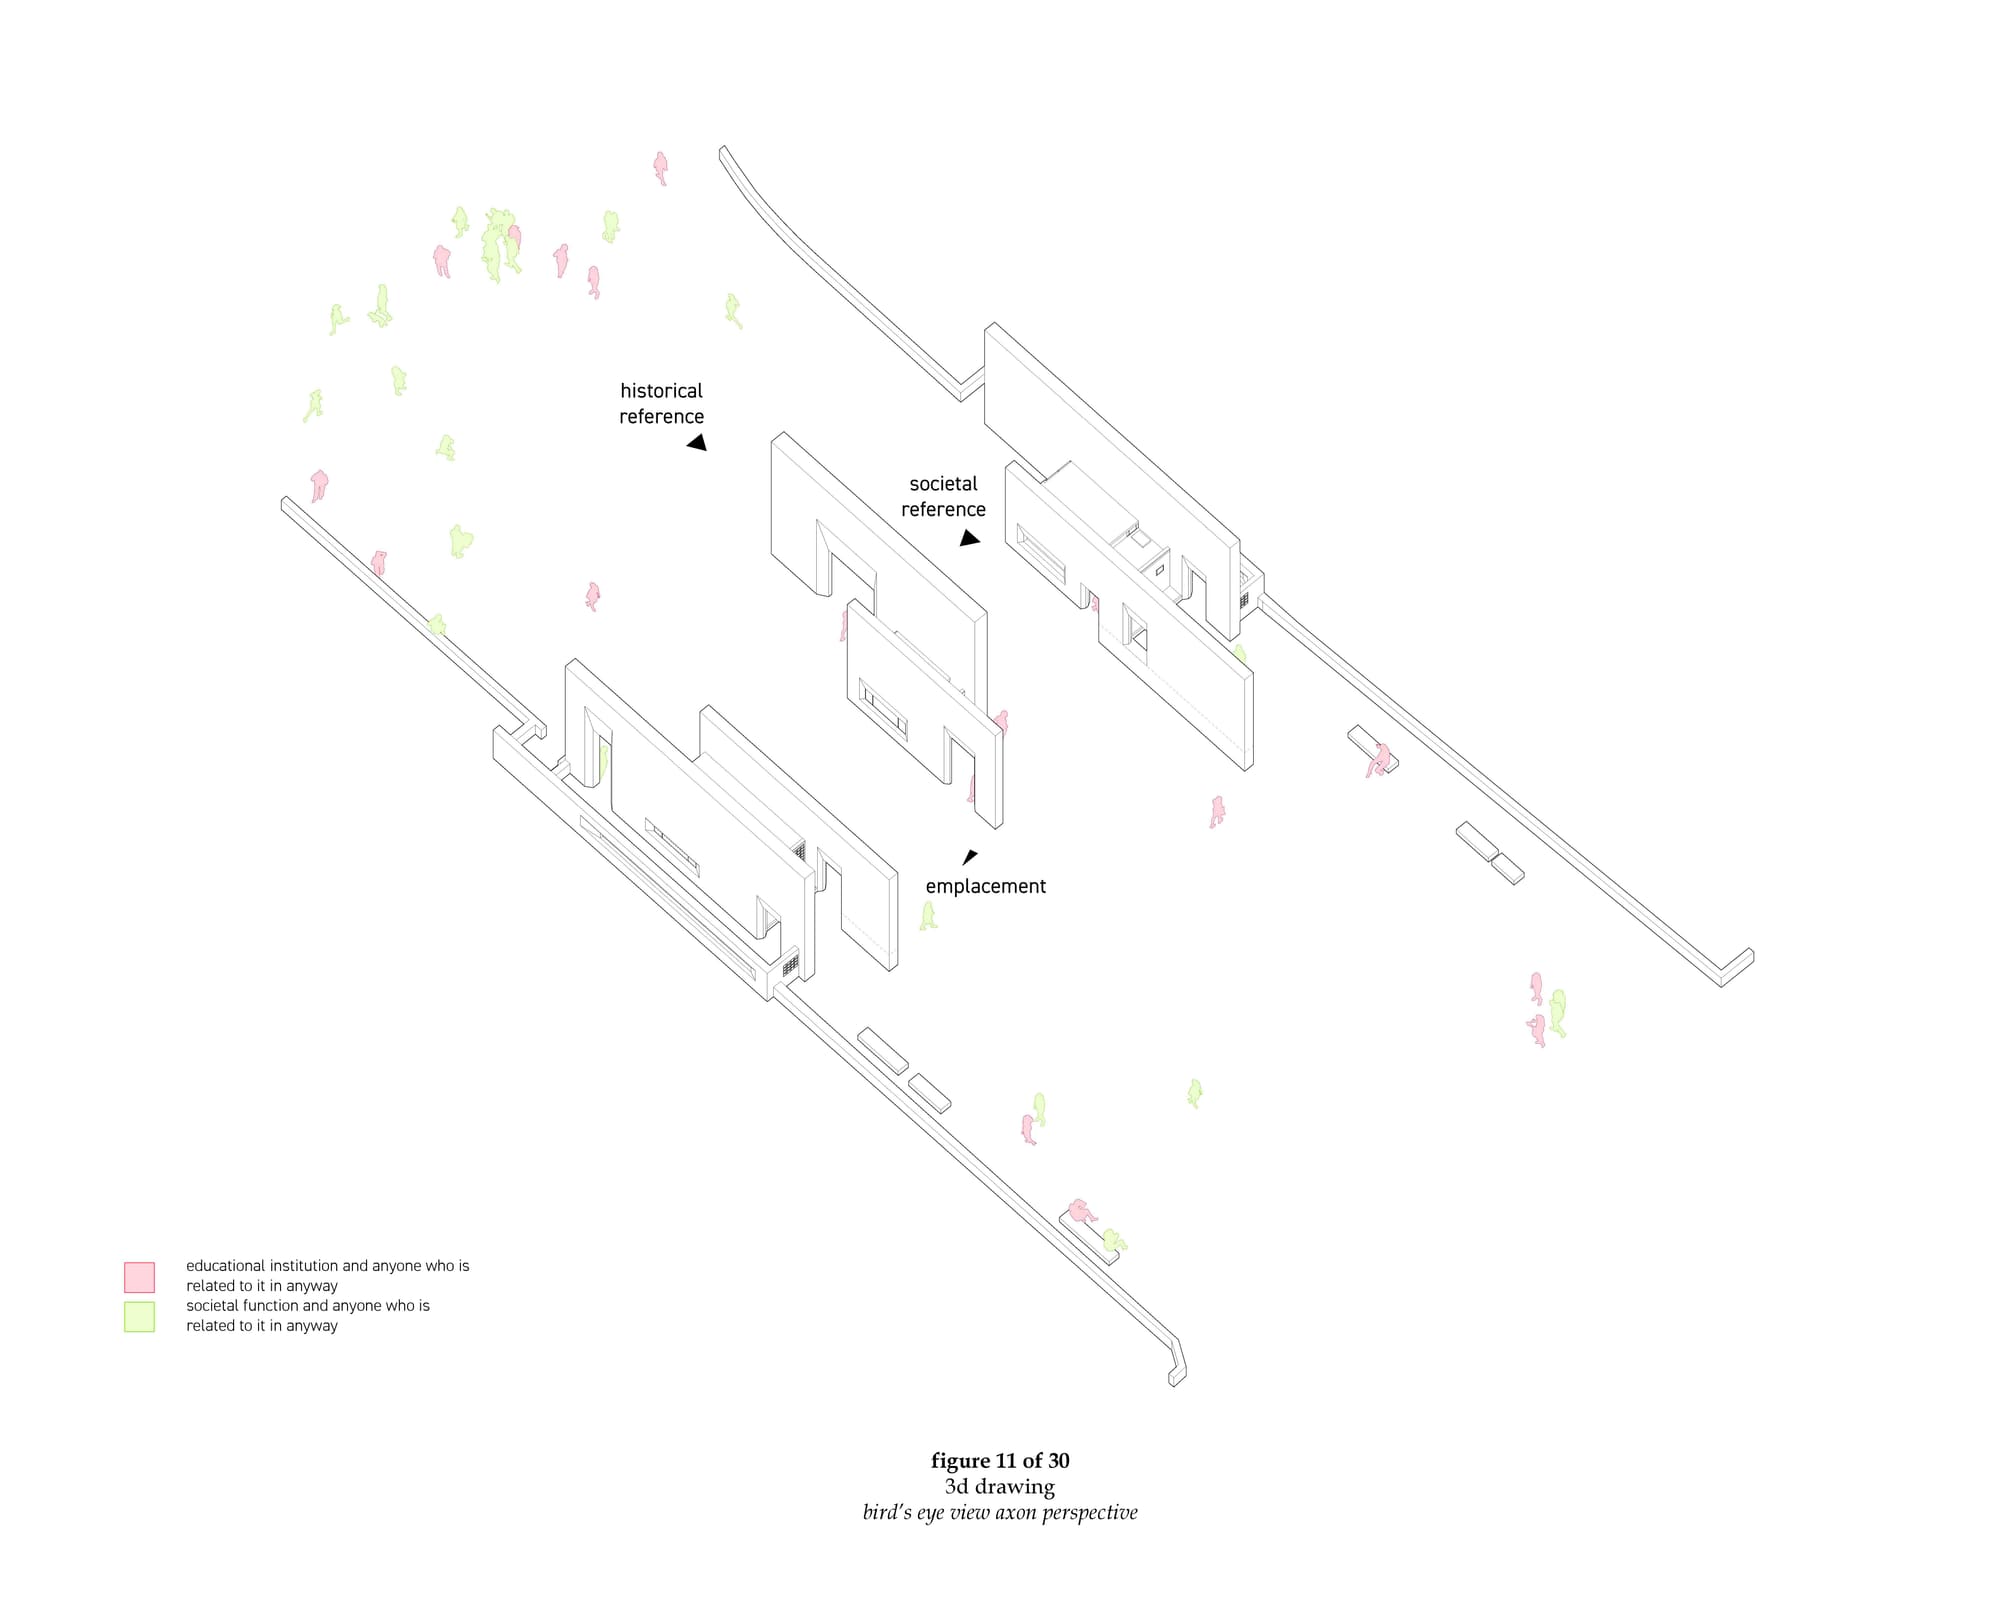 historical
reference
societal
reference
emplacement
educational institution and anyone who is
related to it in anyway
societal function and anyone who is
related to it in anyway
figure 11 of 30
3d drawing
bird's eye view axon perspective